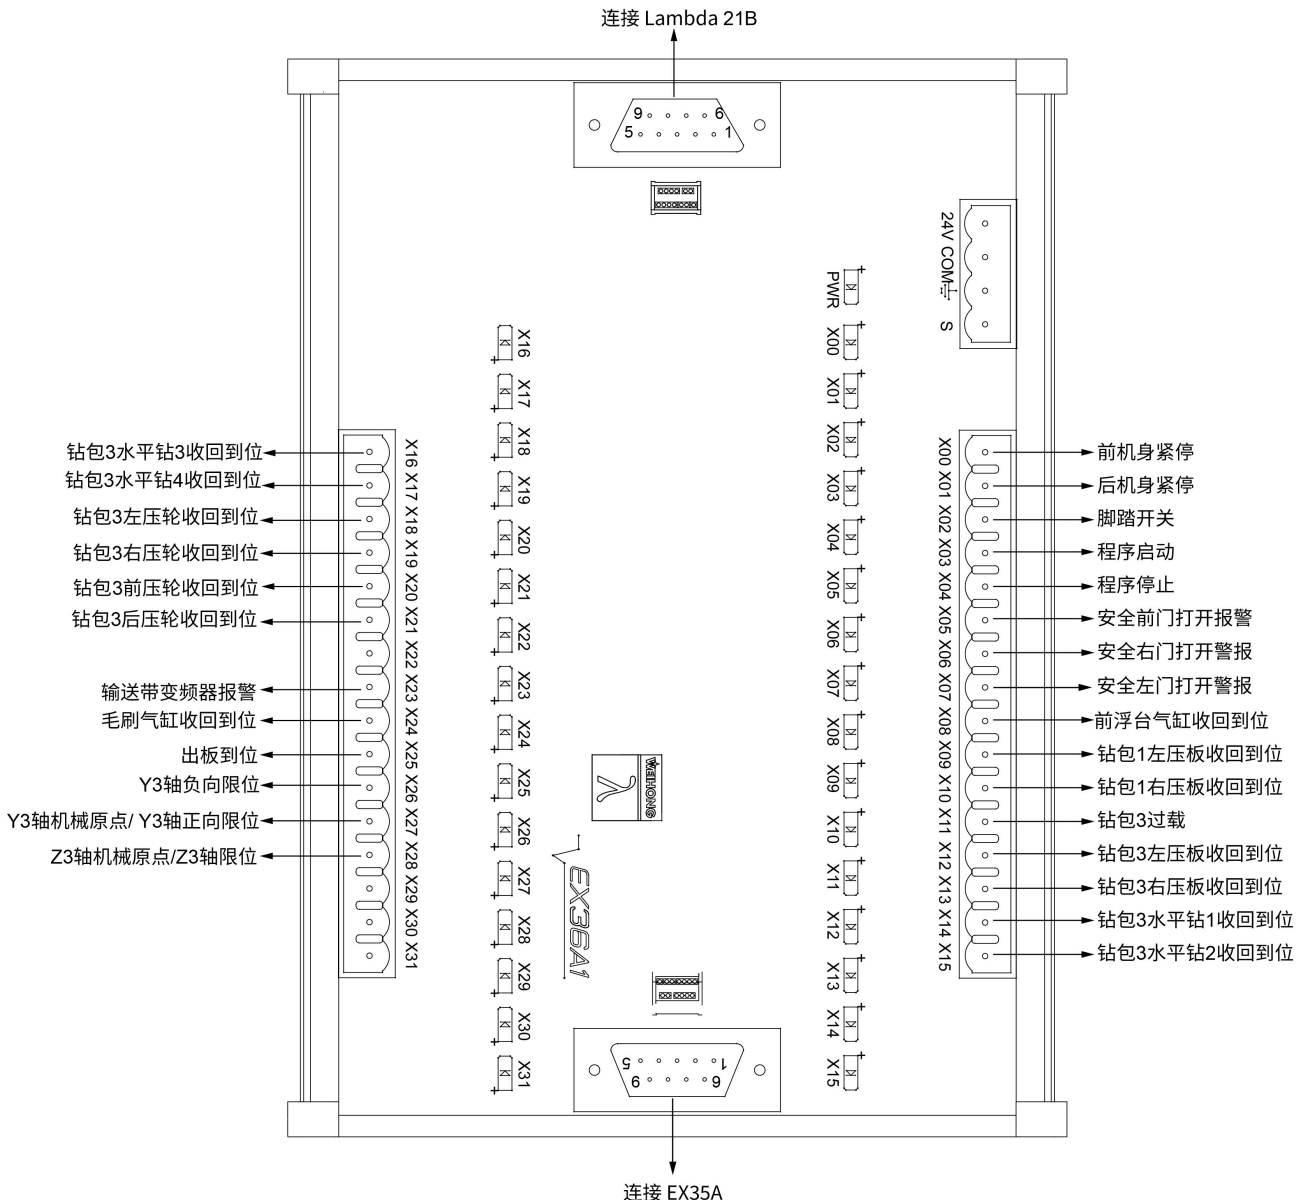 连接 Lambda 21B
9 6
5 1
24V COM S
PWR
X00
X01
X02
X03
X04
X05
X06
X07
X08
X09
X10
X11
X12
X13
X14
X15
X16
X17
X18
X19
X20
X21
X22
X23
X24
X25
X26
X27
X28
X29
X30
X31
钻包3水平钻3收回到位
钻包3水平钻4收回到位
钻包3左压轮收回到位
钻包3右压轮收回到位
钻包3前压轮收回到位
钻包3后压轮收回到位
输送带变频器报警
毛刷气缸收回到位
出板到位
Y3轴负向限位
Y3轴机械原点/ Y3轴正向限位
Z3轴机械原点/Z3轴限位
X16 X17 X18 X19 X20 X21 X22 X23 X24 X25 X26 X27 X28 X29 X30 X31
X00 X01 X02 X03 X04 X05 X06 X07 X08 X09 X10 X11 X12 X13 X14 X15
前机身紧停
后机身紧停
脚踏开关
程序启动
程序停止
安全前门打开报警
安全右门打开警报
安全左门打开警报
前浮台气缸收回到位
钻包1左压板收回到位
钻包1右压板收回到位
钻包3过载
钻包3左压板收回到位
钻包3右压板收回到位
钻包3水平钻1收回到位
钻包3水平钻2收回到位
WEIHONG
EX36A1
5 1
9 6
连接 EX35A